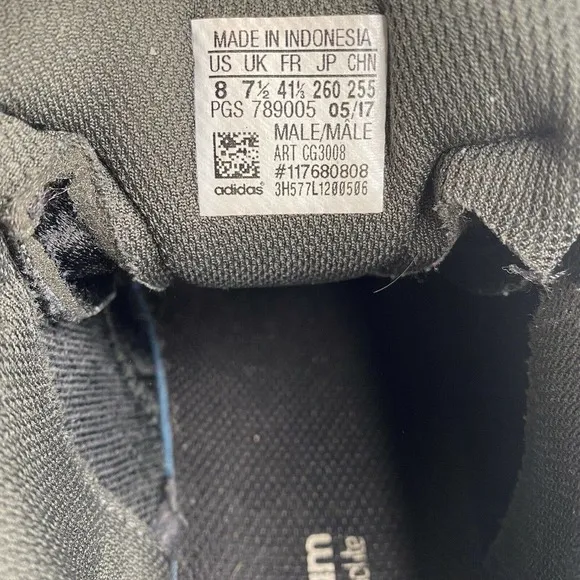 MADE IN INDONESIA
US UK FR JP CHN
8 7½ 41⅓ 260 255
PGS 789005 05/17
MALE/MÂLE
ART CG3008
#117680808
adidas® 3H577L1200506